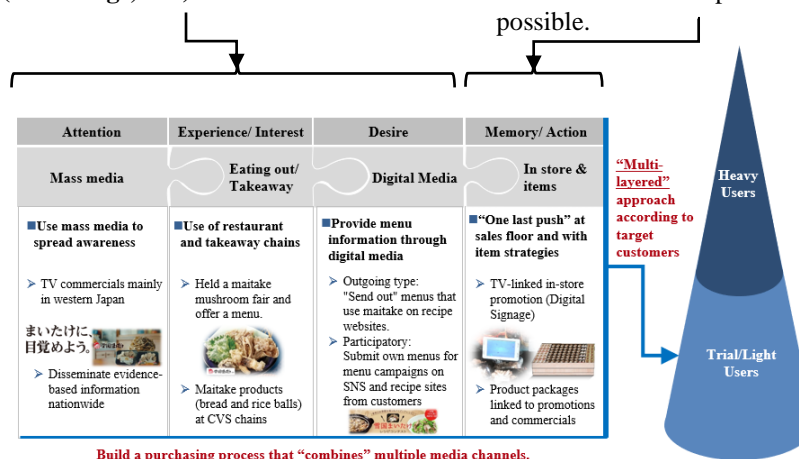 possible.
Attention
Experience/ Interest
Desire
Memory/ Action
Mass media
Eating out/
Takeaway
Digital Media
In store &
items
Use mass media to
spread awareness
TV commercials mainly
in western Japan
まいたけに、
目覚めよう。
Disseminate evidence-
based information
nationwide
Use of restaurant
and takeaway chains
Held a maitake
mushroom fair and
offer a menu.
Maitake products
(bread and rice balls)
at CVS chains
Provide menu
information through
digital media
Outgoing type:
"Send out" menus that
use maitake on recipe
websites.
Participatory:
Submit own menus for
menu campaigns on
SNS and recipe sites
from customers
“One last push” at
sales floor and with
item strategies
TV-linked in-store
promotion (Digital
Signage)
Product packages
linked to promotions
and commercials
“Multi-
layered”
approach
according to
target
customers
Heavy
Users
Trial/Light
Users
Build a purchasing process that “combines” multiple media channels.